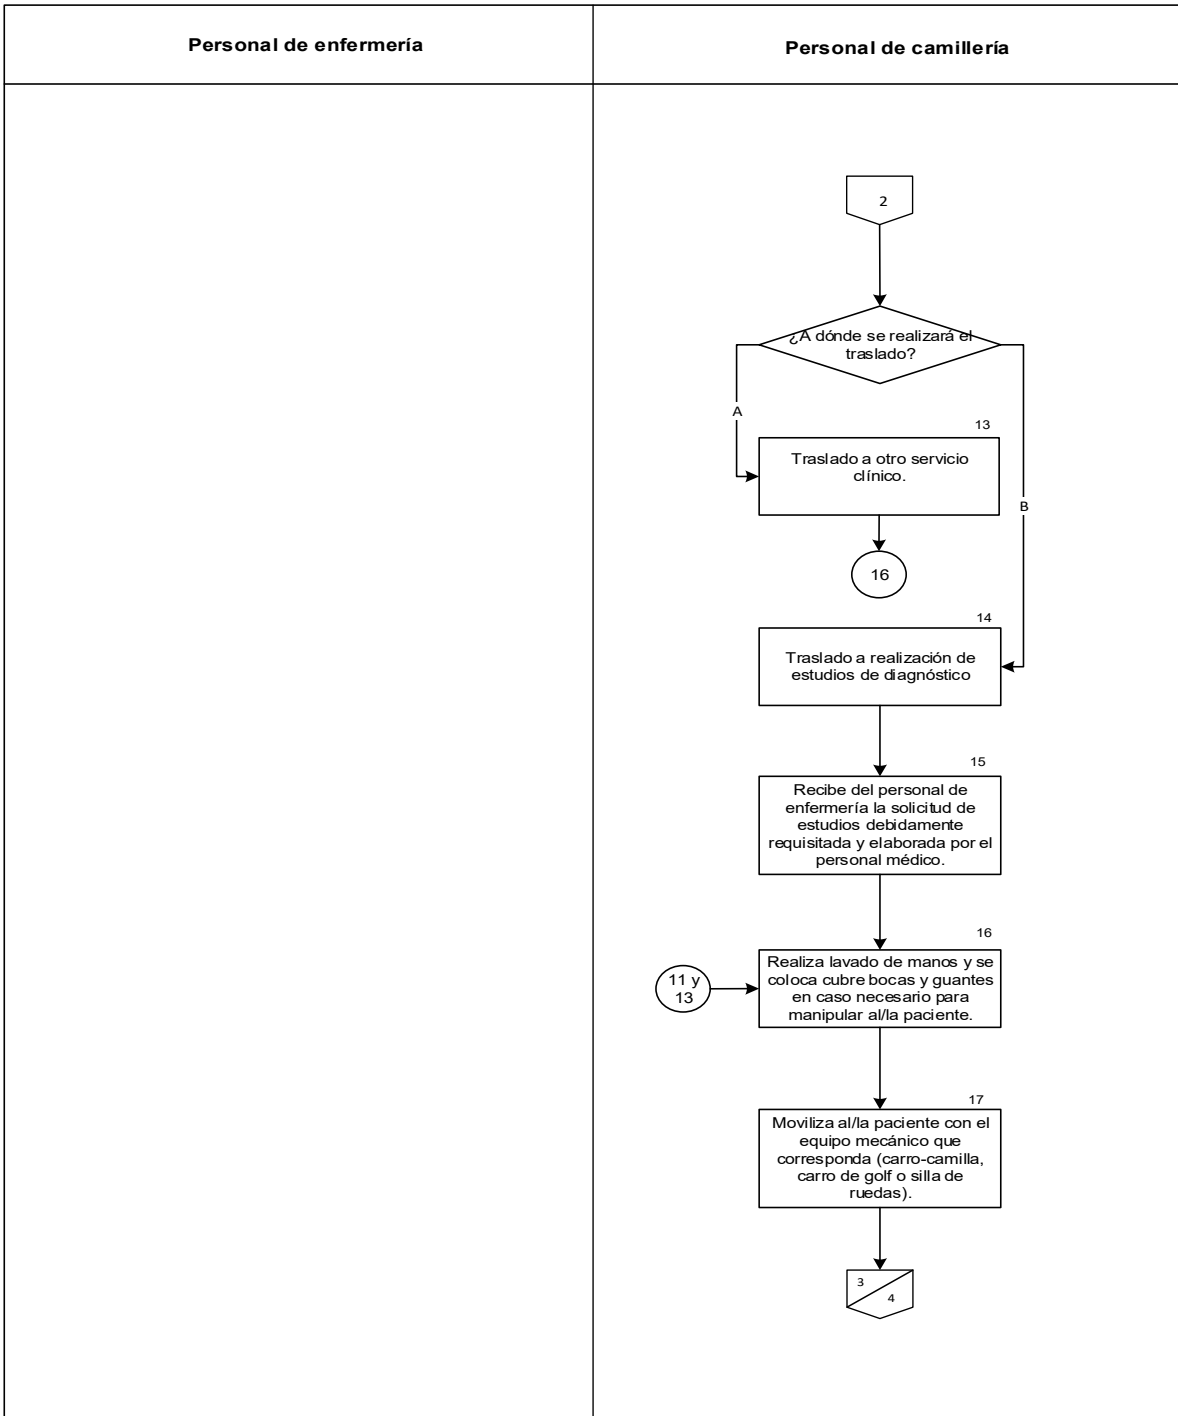 Personal de enfermería
Personal de camillería
2
¿A dónde se realizará el
traslado?
A
13
Traslado a otro servicio
clínico.
B
16
14
Traslado a realización de
estudios de diagnóstico
15
Recibe del personal de
enfermería la solicitud de
estudios debidamente
requisitada y elaborada por el
personal médico.
16
11 y
13
Realiza lavado de manos y se
coloca cubre bocas y guantes
en caso necesario para
manipular al/la paciente.
17
Moviliza al/la paciente con el
equipo mecánico que
corresponda (carro-camilla,
carro de golf o silla de
ruedas).
3
4